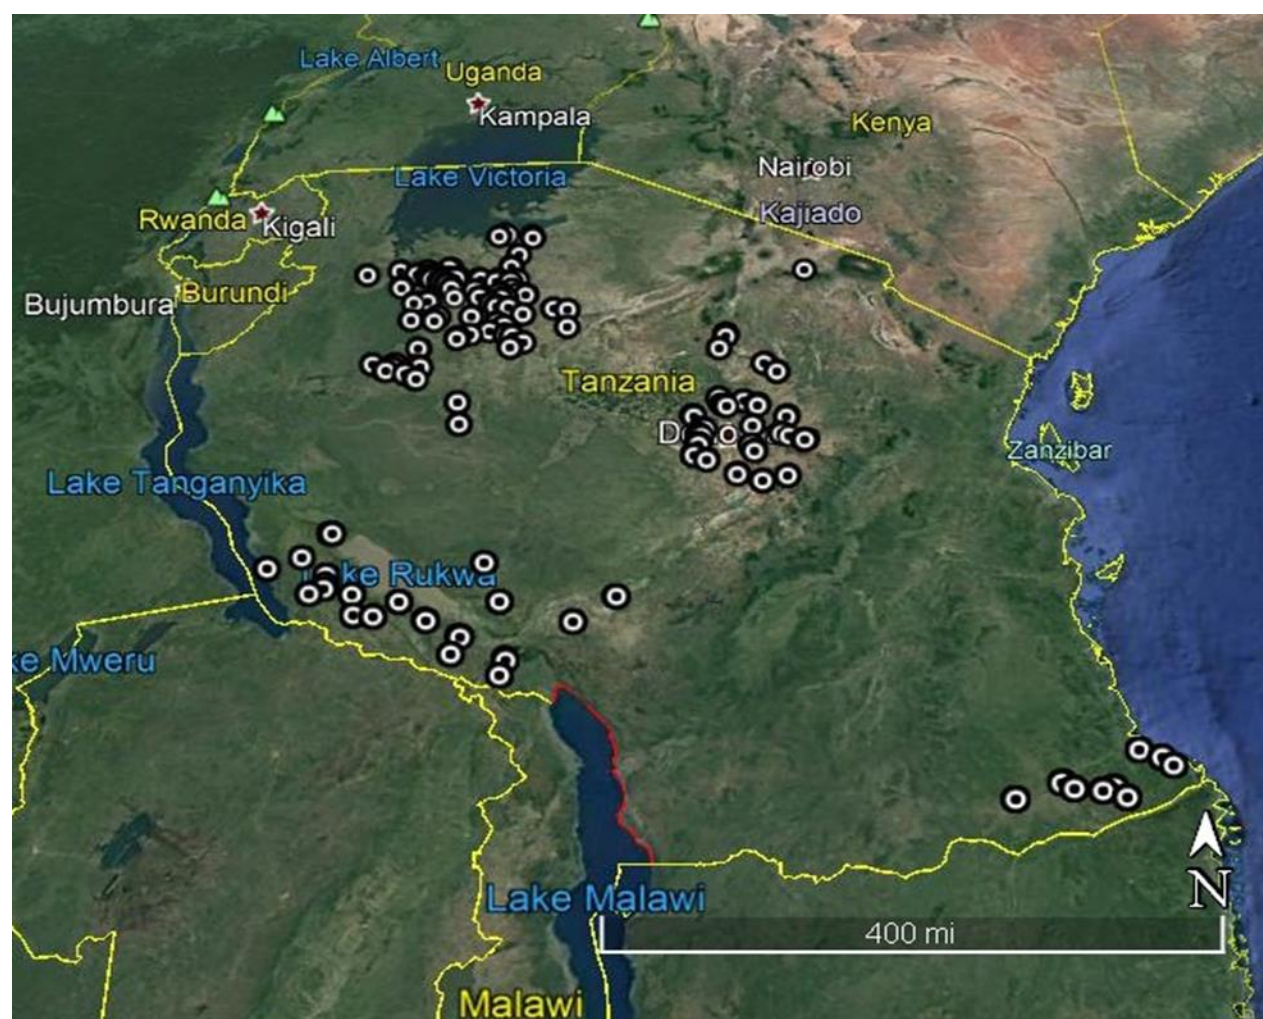 Lake Albert
Uganda
Kampala
Kenya
Nairobi
Lake Victoria
Kajiado
Rwanda
Kigali
Burundi
Bujumbura
Tanzania
Zanzibar
Lake Tanganyika
ke Rukwa
ke Mweru
N
Lake Malawi
400 mi
Malawi